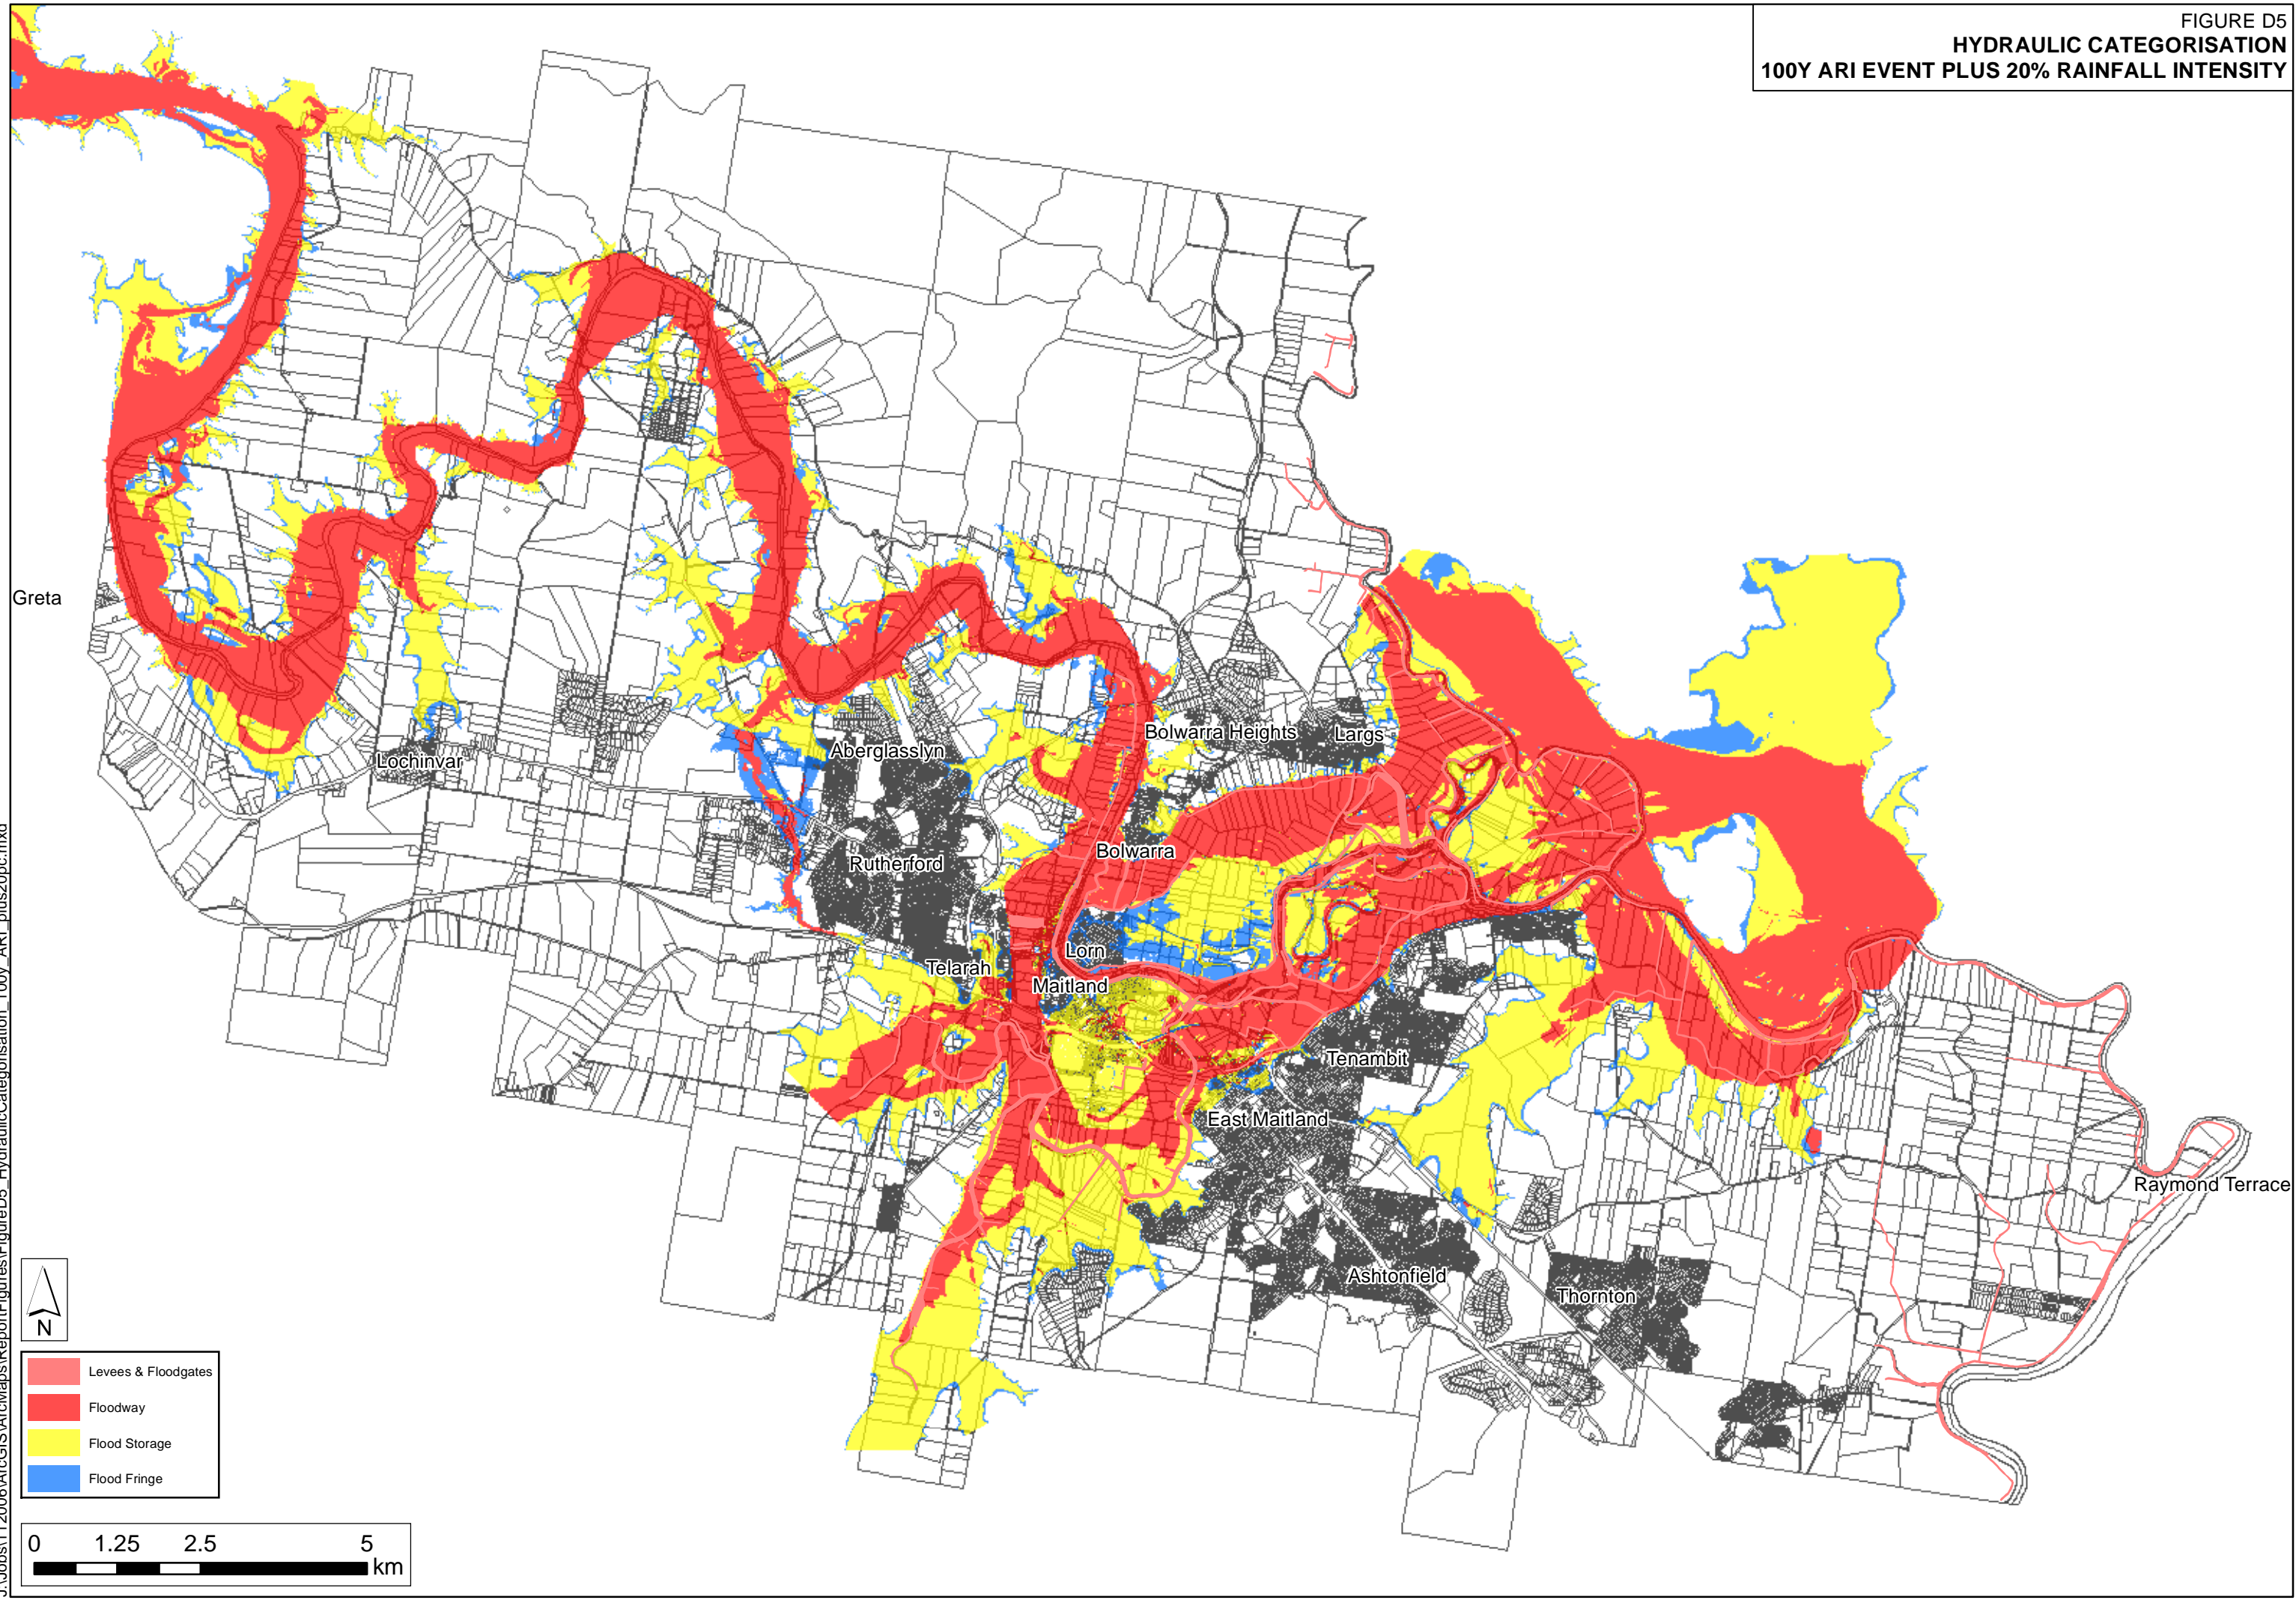 FIGURE D5
HYDRAULIC CATEGORISATION
100Y ARI EVENT PLUS 20% RAINFALL INTENSITY
Greta
Bolwarra Heights
Largs
Aberglasslyn
Lochinvar
Bolwarra
Rutherford
Lorn
Telarah
Maitland
Tenambit
East Maitland
Raymond Terrace
Ashtonfield
Thornton
N
Levees & Floodgates
Floodway
Flood Storage
Flood Fringe
0 1.25 2.5 5
km